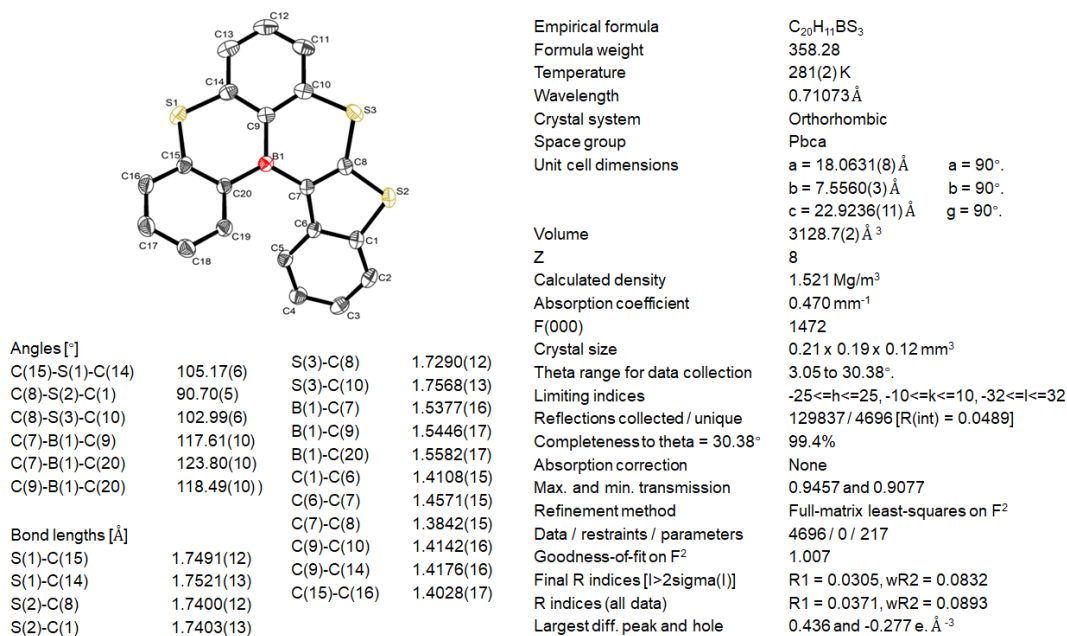 C12
C13
C11
C14
C10
S1
S3
C9
C15
B1
C8
C16
C20
C7
S2
C17
C19
C6
C1
C18
C5
C2
C4
C3
Angles [°]
C(15)-S(1)-C(14) 105.17(6)
C(8)-S(2)-C(1) 90.70(5)
C(8)-S(3)-C(10) 102.99(6)
C(7)-B(1)-C(9) 117.61(10)
C(7)-B(1)-C(20) 123.80(10)
C(9)-B(1)-C(20) 118.49(10))
Bond lengths [Å]
S(1)-C(15) 1.7491(12)
S(1)-C(14) 1.7521(13)
S(2)-C(8) 1.7400(12)
S(2)-C(1) 1.7403(13)
S(3)-C(8) 1.7290(12)
S(3)-C(10) 1.7568(13)
B(1)-C(7) 1.5377(16)
B(1)-C(9) 1.5446(17)
B(1)-C(20) 1.5582(17)
C(1)-C(6) 1.4108(15)
C(6)-C(7) 1.4571(15)
C(7)-C(8) 1.3842(15)
C(9)-C(10) 1.4142(16)
C(9)-C(14) 1.4176(16)
C(15)-C(16) 1.4028(17)
Empirical formula C₂₀H₁₁BS₃
Formula weight 358.28
Temperature 281(2) K
Wavelength 0.71073 Å
Crystal system Orthorhombic
Space group Pbca
Unit cell dimensions a = 18.0631(8) Å a = 90°.
b = 7.5560(3) Å b = 90°.
c = 22.9236(11) Å g = 90°.
Volume 3128.7(2) Å ³
Z 8
Calculated density 1.521 Mg/m³
Absorption coefficient 0.470 mm⁻¹
F(000) 1472
Crystal size 0.21 x 0.19 x 0.12 mm³
Theta range for data collection 3.05 to 30.38°.
Limiting indices -25<=h<=25, -10<=k<=10, -32<=l<=32
Reflections collected / unique 129837 / 4696 [R(int) = 0.0489]
Completeness to theta = 30.38° 99.4%
Absorption correction None
Max. and min. transmission 0.9457 and 0.9077
Refinement method Full-matrix least-squares on F²
Data / restraints / parameters 4696 / 0 / 217
Goodness-of-fit on F² 1.007
Final R indices [I>2sigma(I)] R1 = 0.0305, wR2 = 0.0832
R indices (all data) R1 = 0.0371, wR2 = 0.0893
Largest diff. peak and hole 0.436 and -0.277 e. Å ⁻³